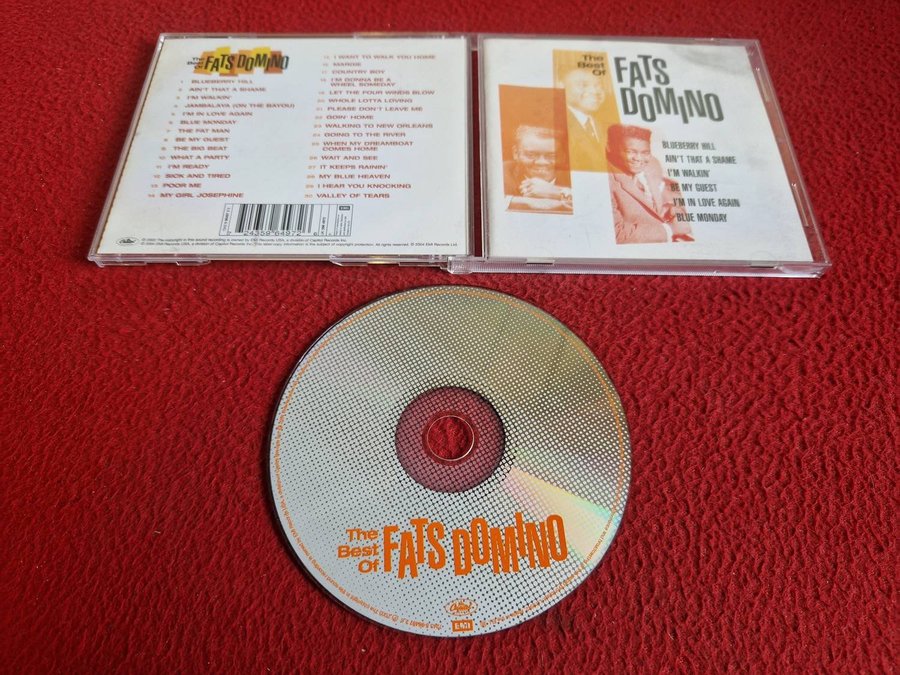 The
Best
Of FATS DOMINO
1 BLUEBERRY HILL
2 AIN'T THAT A SHAME
3 I'M WALKIN'
4 JAMBALAYA (ON THE BAYOU)
5 I'M IN LOVE AGAIN
6 BLUE MONDAY
7 THE FAT MAN
8 BE MY GUEST
9 THE BIG BEAT
10 WHAT A PARTY
11 I'M READY
12 SICK AND TIRED
13 POOR ME
14 MY GIRL JOSEPHINE
I WANT TO WALK YOU HOME
MARGIE
COUNTRY BOY
I'M GONNA BE A
WHEEL SOMEDAY
LET THE FOUR WINDS BLOW
20 WHOLE LOTTA LOVING
21 PLEASE DON'T LEAVE ME
22 GOIN' HOME
23 WALKING TO NEW ORLEANS
24 GOING TO THE RIVER
25 WHEN MY DREAMBOAT
COMES HOME
26 WAIT AND SEE
27 IT KEEPS RAININ'
28 MY BLUE HEAVEN
29 I HEAR YOU KNOCKING
30 VALLEY OF TEARS
24358 64972
The
Best
Of
FATS
DOMINO
BLUEBERRY HILL
AIN'T THAT A SHAME
I'M WALKIN'
BE MY GUEST
I'M IN LOVE AGAIN
BLUE MONDAY
The
Best
Of FATS DOMINO
Capitol
EMI